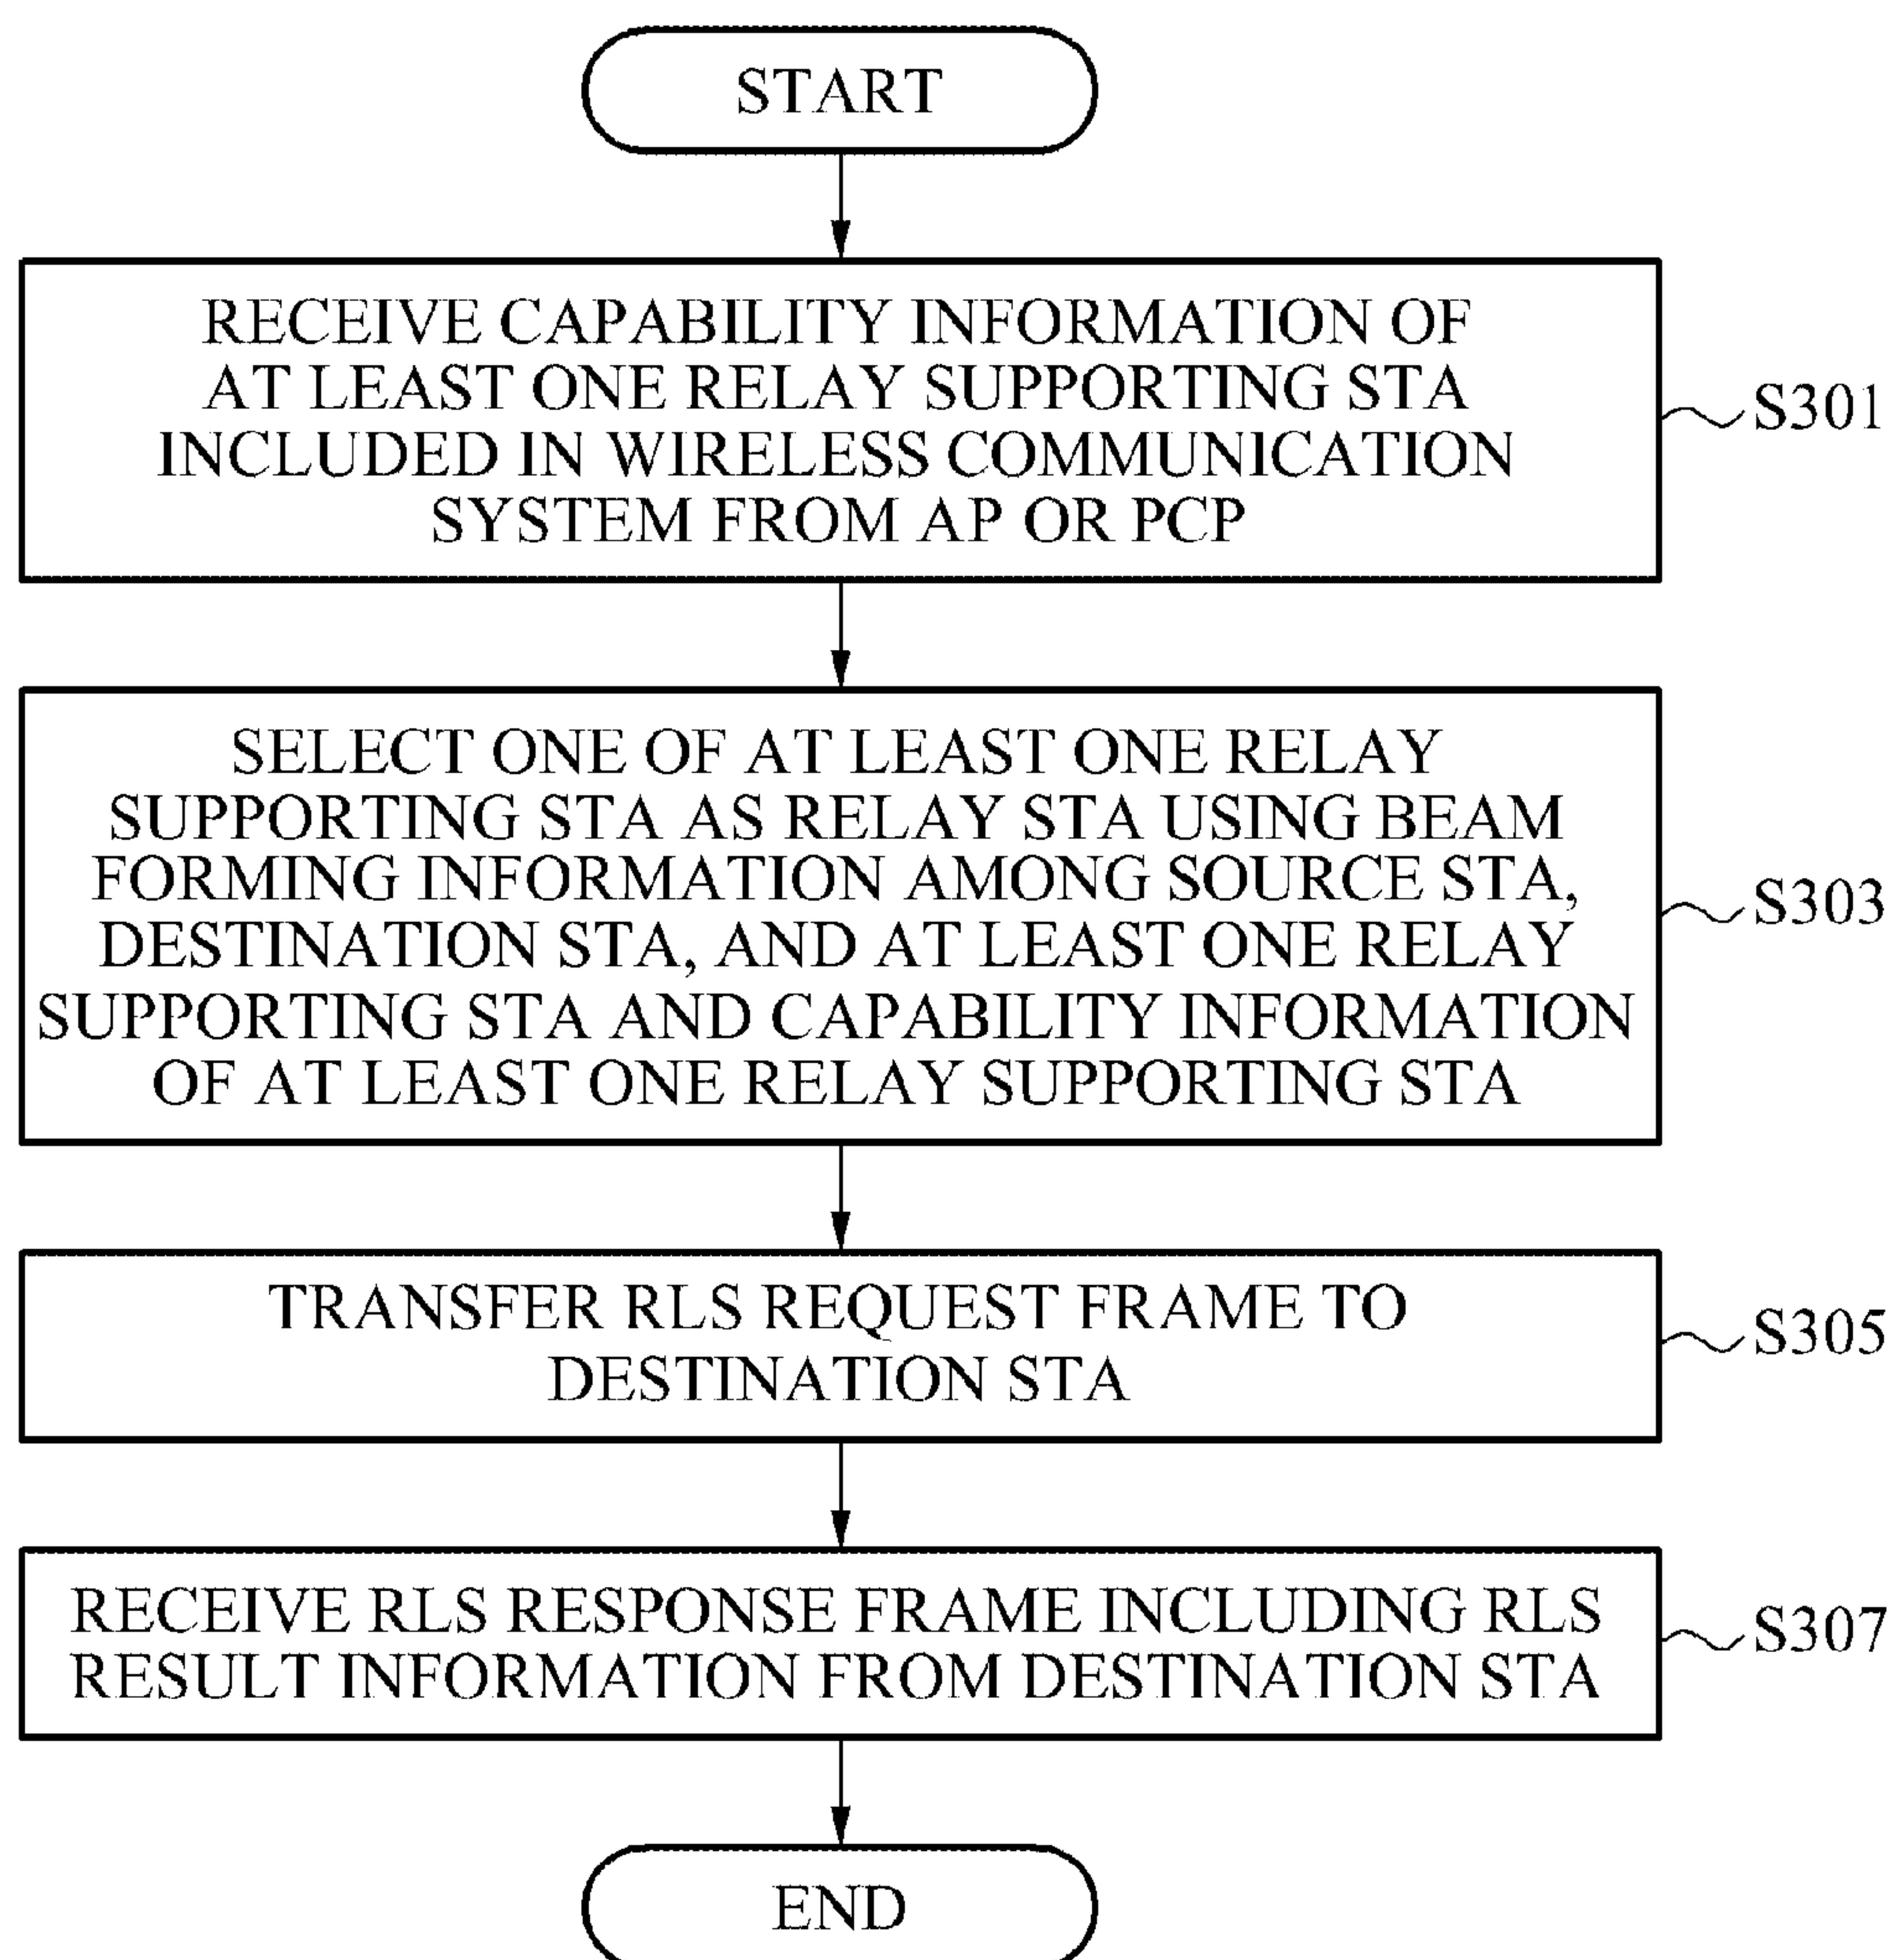 START
RECEIVE CAPABILITY INFORMATION OF
AT LEAST ONE RELAY SUPPORTING STA
INCLUDED IN WIRELESS COMMUNICATION
SYSTEM FROM AP OR PCP
S301
SELECT ONE OF AT LEAST ONE RELAY
SUPPORTING STA AS RELAY STA USING BEAM
FORMING INFORMATION AMONG SOURCE STA,
DESTINATION STA, AND AT LEAST ONE RELAY
SUPPORTING STA AND CAPABILITY INFORMATION
OF AT LEAST ONE RELAY SUPPORTING STA
S303
TRANSFER RLS REQUEST FRAME TO
DESTINATION STA
S305
RECEIVE RLS RESPONSE FRAME INCLUDING RLS
RESULT INFORMATION FROM DESTINATION STA
S307
END